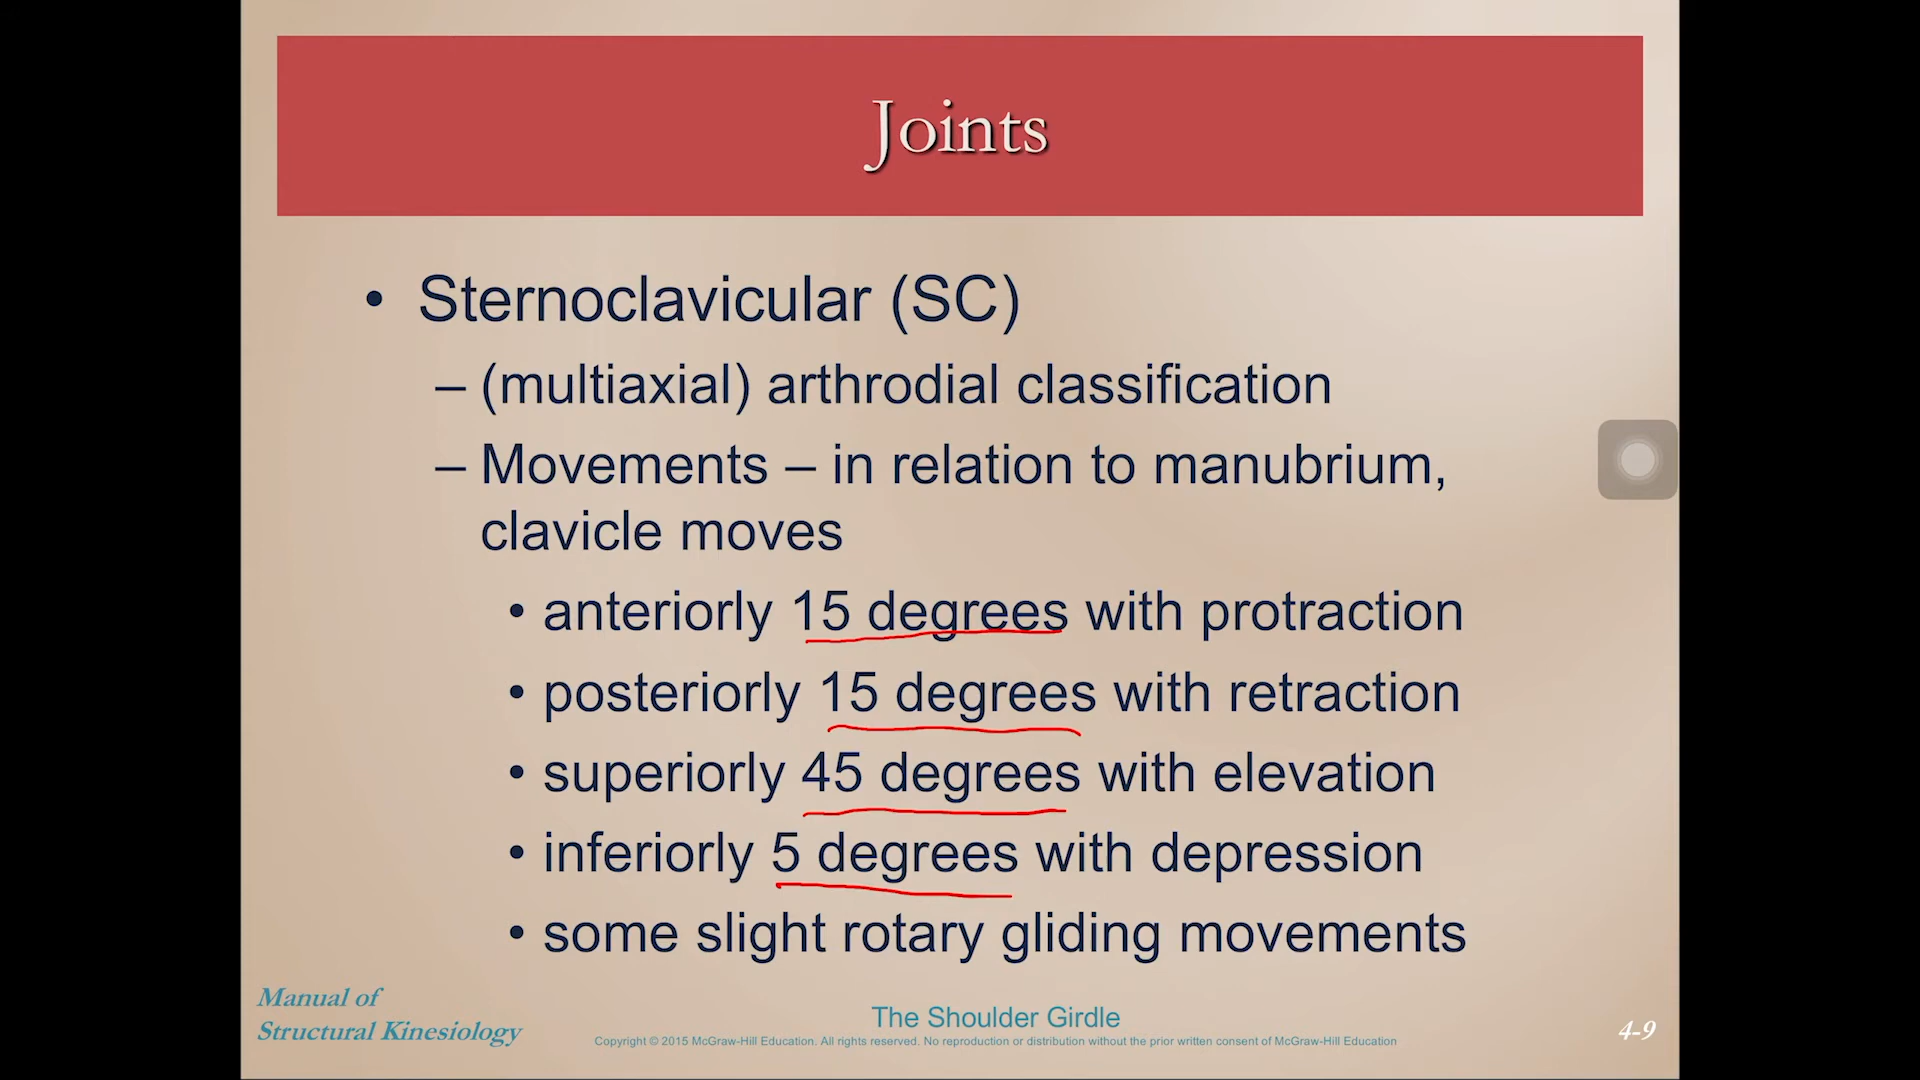 Joints
• Sternoclavicular (SC)
– (multiaxial) arthrodial classification
– Movements – in relation to manubrium,
clavicle moves
• anteriorly 15 degrees with protraction
• posteriorly 15 degrees with retraction
• superiorly 45 degrees with elevation
• inferiorly 5 degrees with depression
• some slight rotary gliding movements
Manual of
Structural Kinesiology
The Shoulder Girdle
Copyright © 2015 McGraw-Hill Education. All rights reserved. No reproduction or distribution without the prior written consent of McGraw-Hill Education
4-9